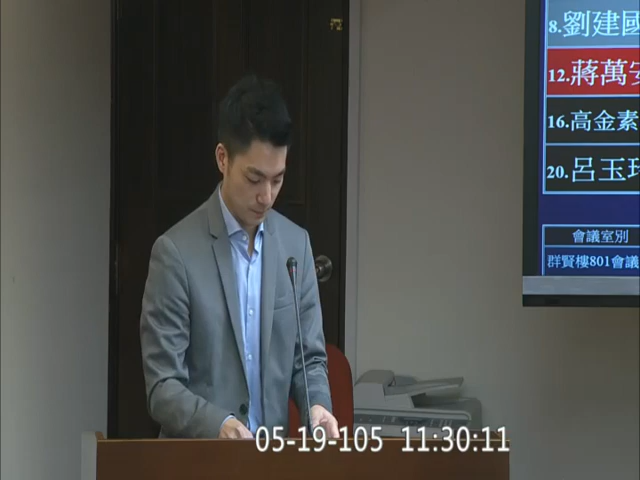 8.劉建國
12.蔣萬安
16.高金素
20.呂玉玲
會議室別
群賢樓801會議
05-19-105 11:30:11